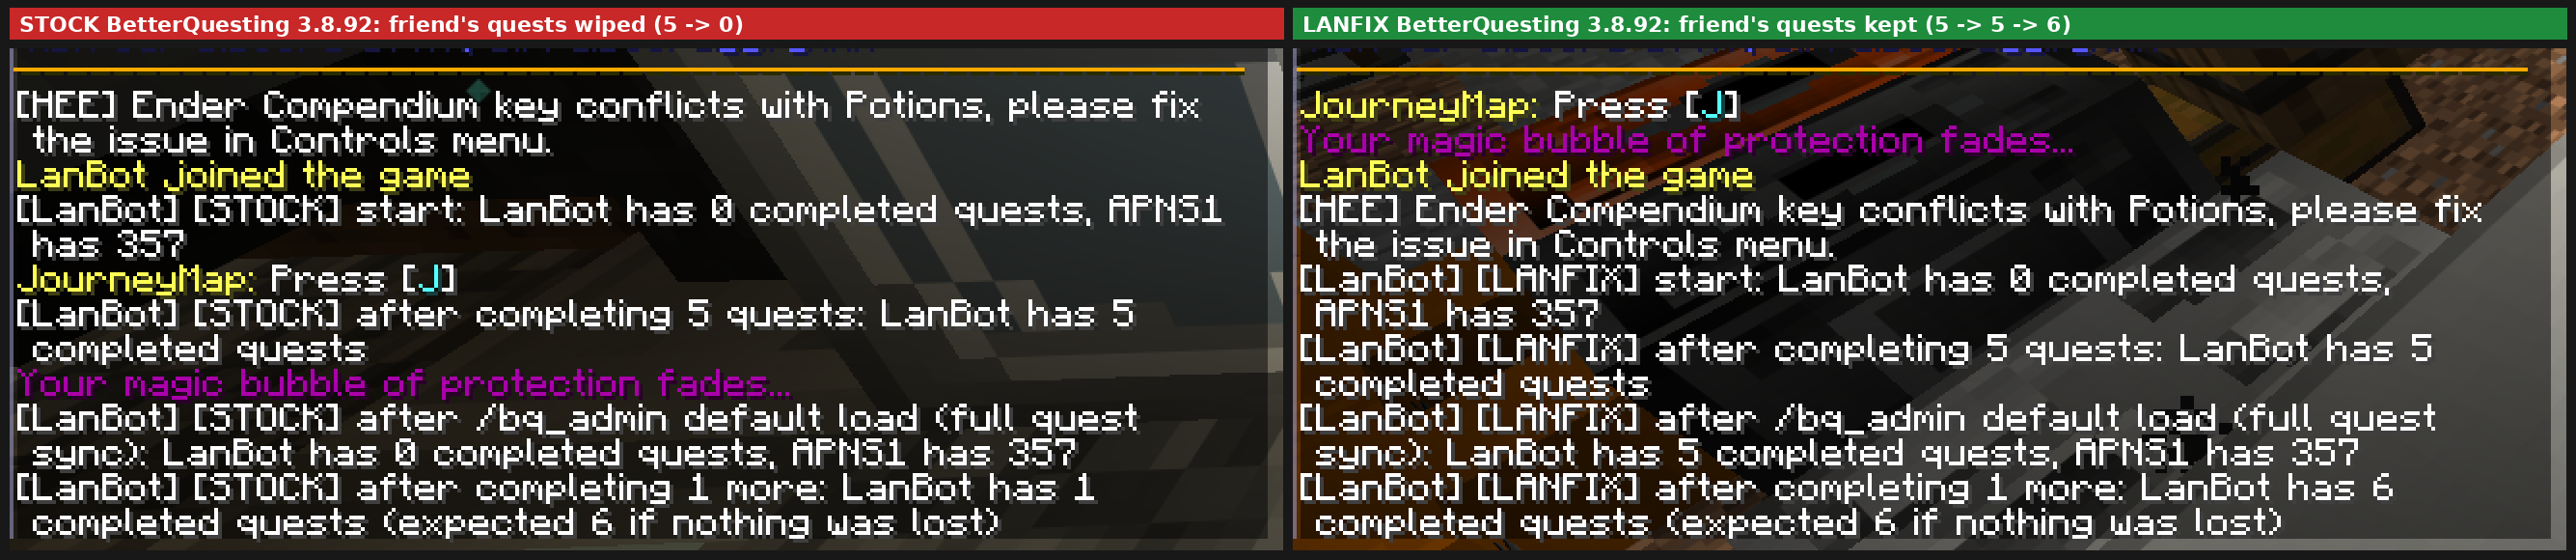 STOCK BetterQuesting 3.8.92: friend's quests wiped (5 -> 0)
[HEE] Ender Compendium key conflicts with Potions, please fix
the issue in Controls menu.
LanBot joined the game
[LanBot] [STOCK] start: LanBot has 0 completed quests, APNS1
has 357
JourneyMap: Press [J]
[LanBot] [STOCK] after completing 5 quests: LanBot has 5
completed quests
Your magic bubble of protection fades...
[LanBot] [STOCK] after /bq_admin default load (full quest
sync): LanBot has 0 completed quests, APNS1 has 357
[LanBot] [STOCK] after completing 1 more: LanBot has 1
completed quests (expected 6 if nothing was lost)
LANFIX BetterQuesting 3.8.92: friend's quests kept (5 -> 5 -> 6)
JourneyMap: Press [J]
Your magic bubble of protection fades...
LanBot joined the game
[HEE] Ender Compendium key conflicts with Potions, please fix
the issue in Controls menu.
[LanBot] [LANFIX] start: LanBot has 0 completed quests,
APNS1 has 357
[LanBot] [LANFIX] after completing 5 quests: LanBot has 5
completed quests
[LanBot] [LANFIX] after /bq_admin default load (full quest
sync): LanBot has 5 completed quests, APNS1 has 357
[LanBot] [LANFIX] after completing 1 more: LanBot has 6
completed quests (expected 6 if nothing was lost)